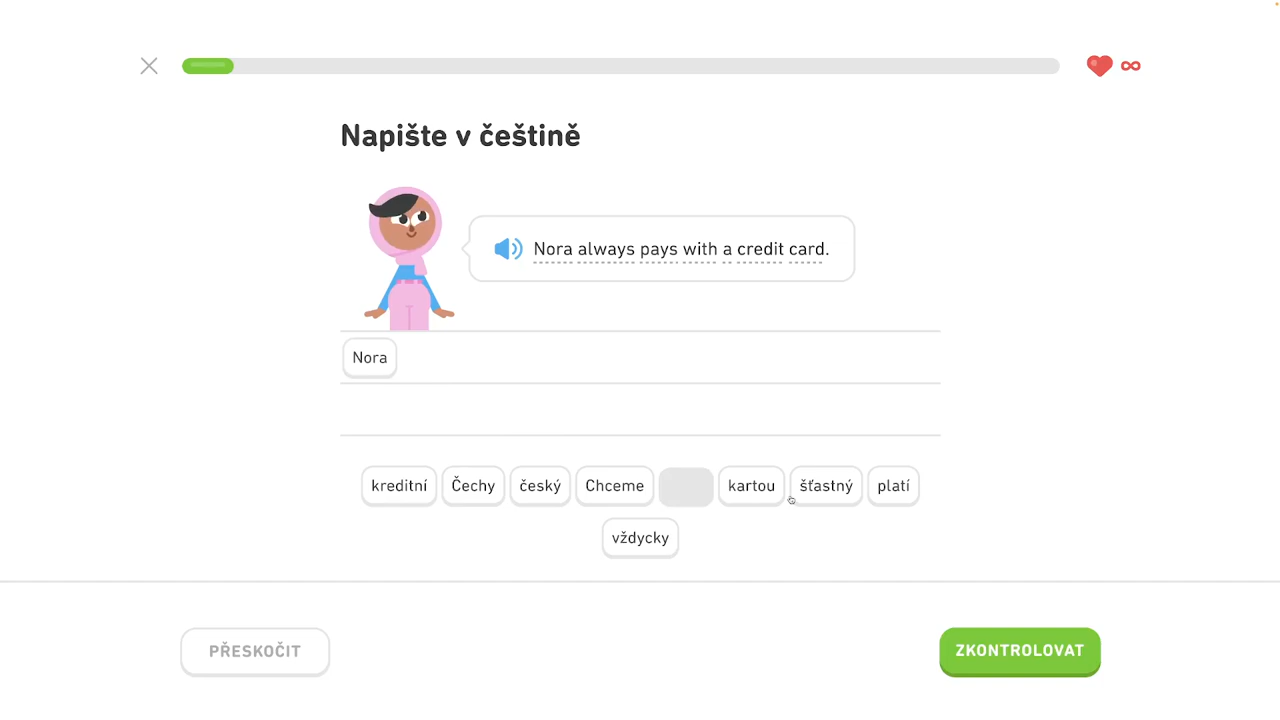 ∞
Napište v češtině
Nora always pays with a credit card.
Nora
kreditní Čechy český Chceme kartou šťastný platí
vždycky
PŘESKOČIT ZKONTROLOVAT